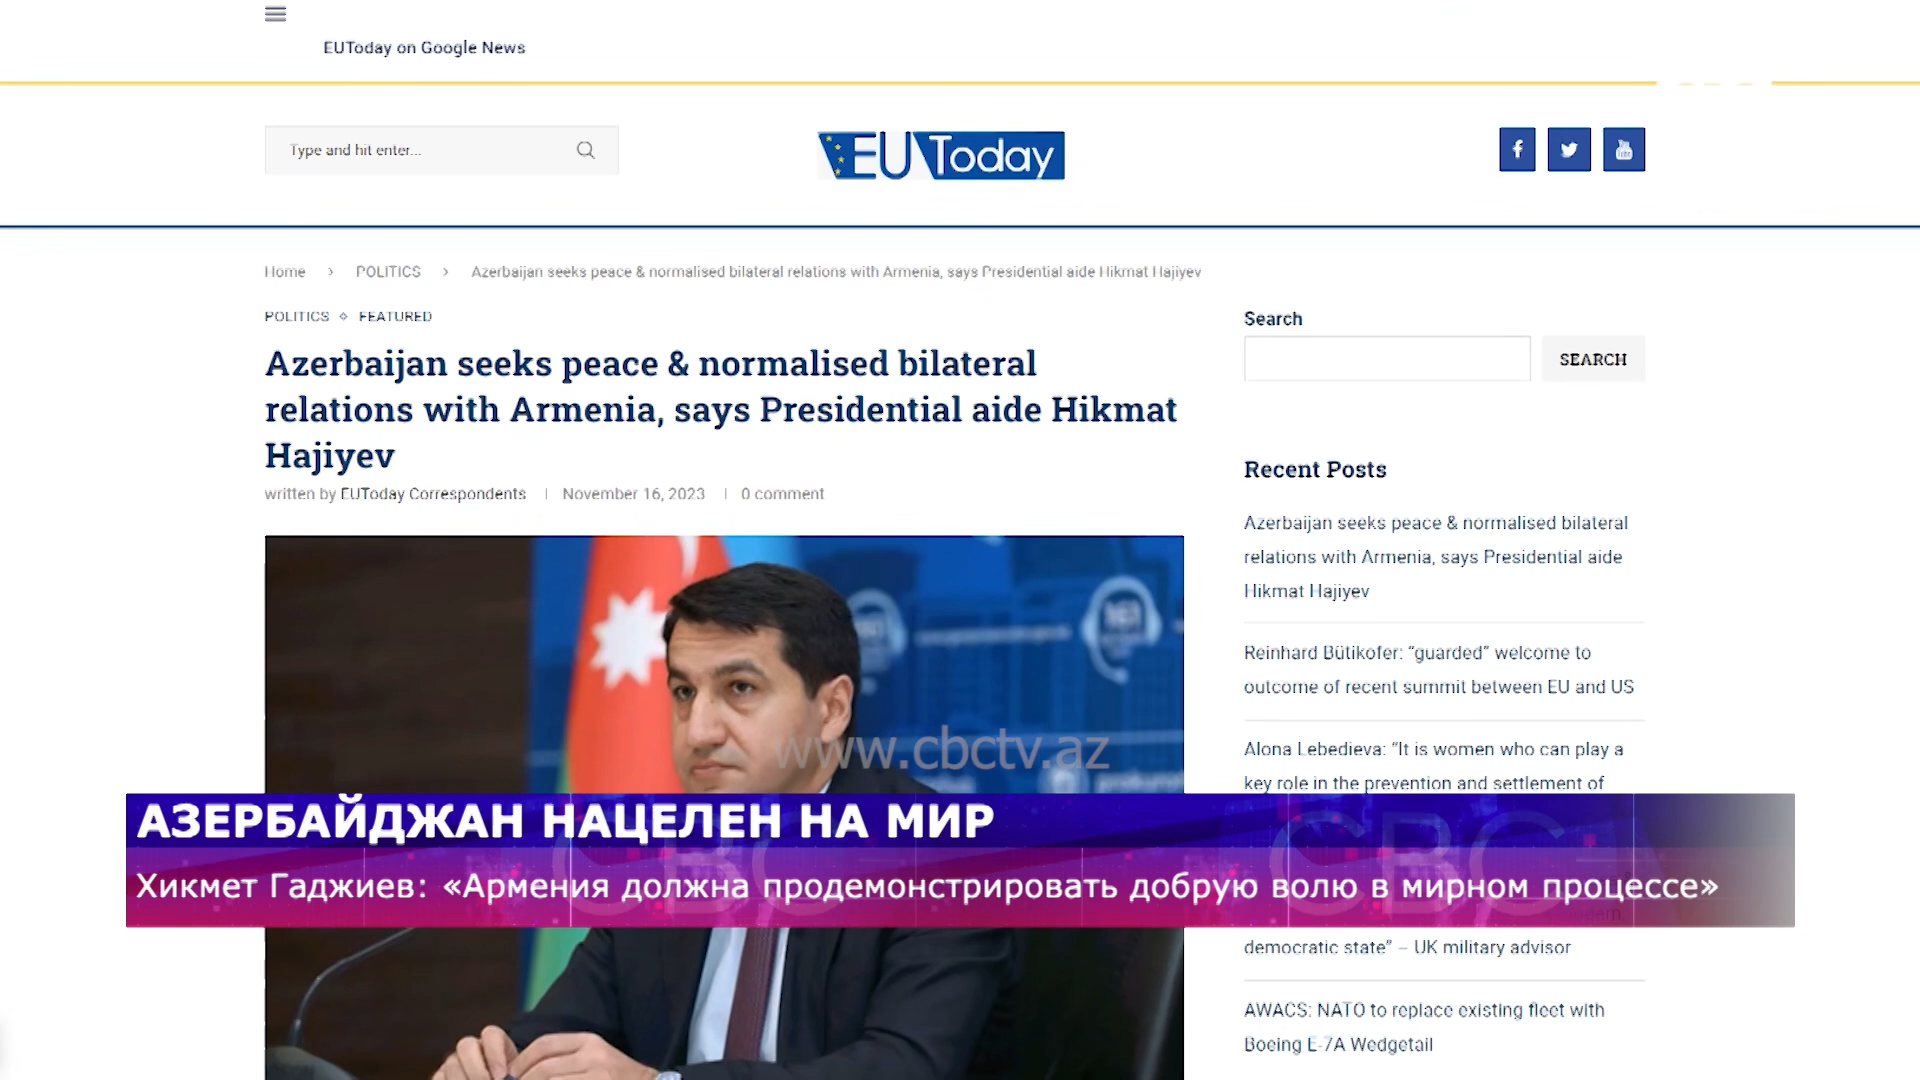 EUToday on Google News
Type and hit enter...
EU Today
Home > POLITICS > Azerbaijan seeks peace & normalised bilateral relations with Armenia, says Presidential aide Hikmat Hajiyev
POLITICS ◇ FEATURED
Azerbaijan seeks peace & normalised bilateral
relations with Armenia, says Presidential aide Hikmat
Hajiyev
written by EUToday Correspondents | November 16, 2023 | 0 comment
Search
SEARCH
Recent Posts
Azerbaijan seeks peace & normalised bilateral
relations with Armenia, says Presidential aide
Hikmat Hajiyev
Reinhard Bütikofer: “guarded” welcome to
outcome of recent summit between EU and US
Alona Lebedieva: “It is women who can play a
key role in the prevention and settlement of
www.cbctv.az
АЗЕРБАЙДЖАН НАЦЕЛЕН НА МИР
Хикмет Гаджиев: «Армения должна продемонстрировать добрую волю в мирном процессе»
CBC CBC
democratic state” – UK military advisor
AWACS: NATO to replace existing fleet with
Boeing E-7A Wedgetail